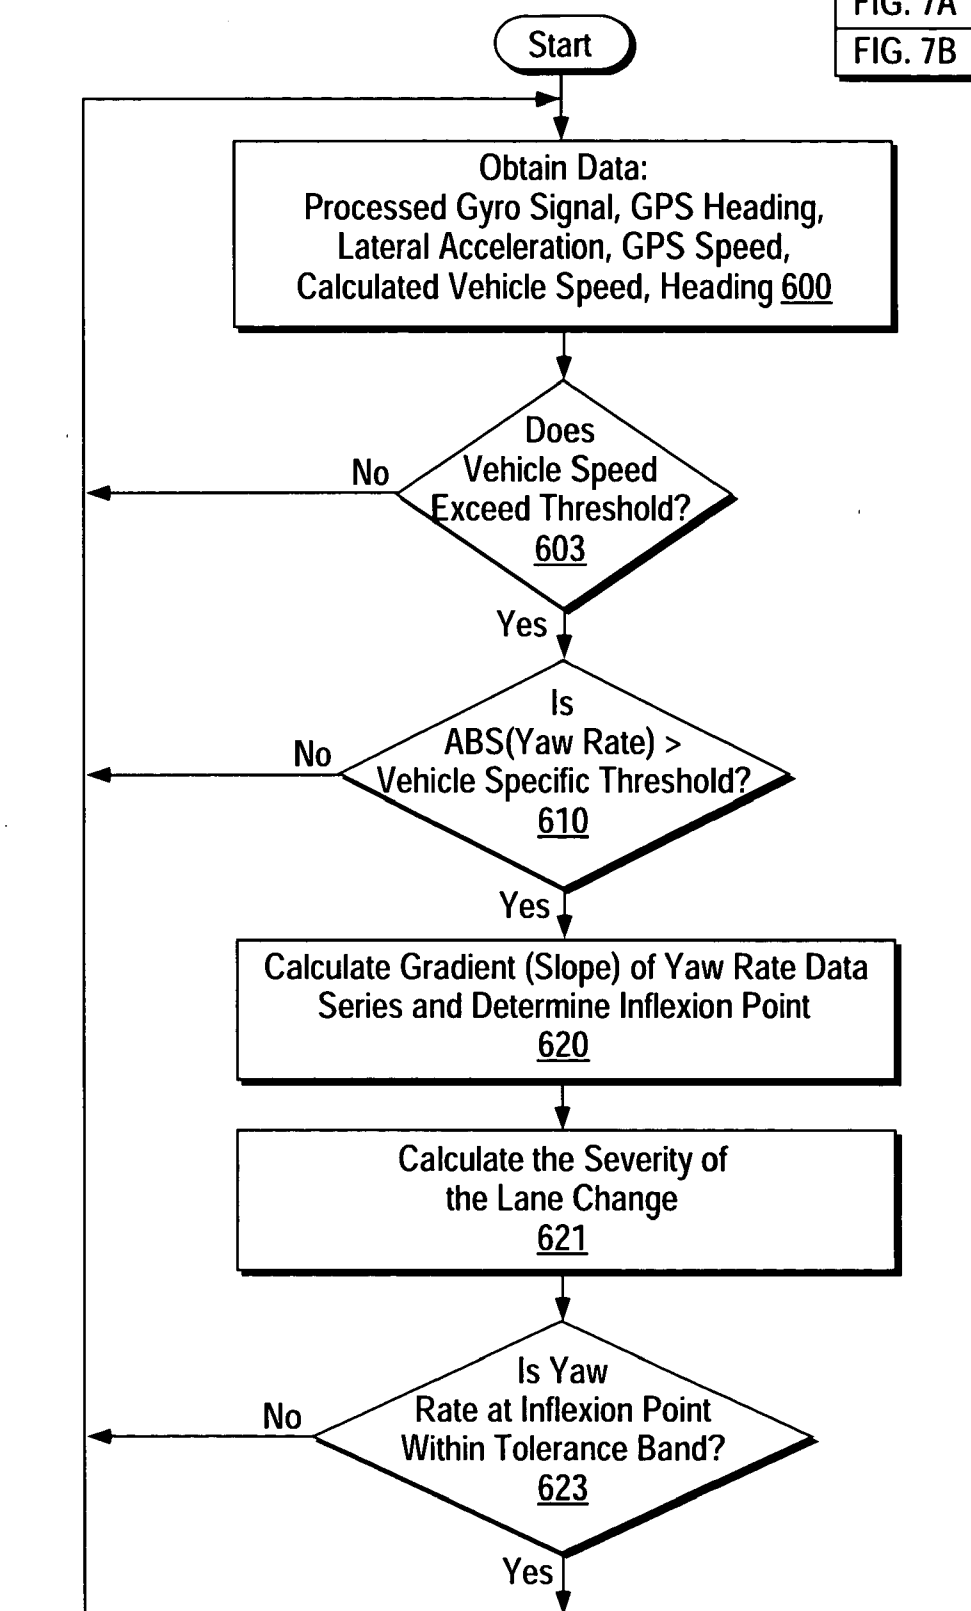 FIG. 7A
FIG. 7B
Start
Obtain Data:
Processed Gyro Signal, GPS Heading,
Lateral Acceleration, GPS Speed,
Calculated Vehicle Speed, Heading 600
Does
Vehicle Speed
Exceed Threshold?
603
No
Yes
Is
ABS(Yaw Rate) >
Vehicle Specific Threshold?
610
No
Yes
Calculate Gradient (Slope) of Yaw Rate Data
Series and Determine Inflexion Point
620
Calculate the Severity of
the Lane Change
621
Is Yaw
Rate at Inflexion Point
Within Tolerance Band?
623
No
Yes